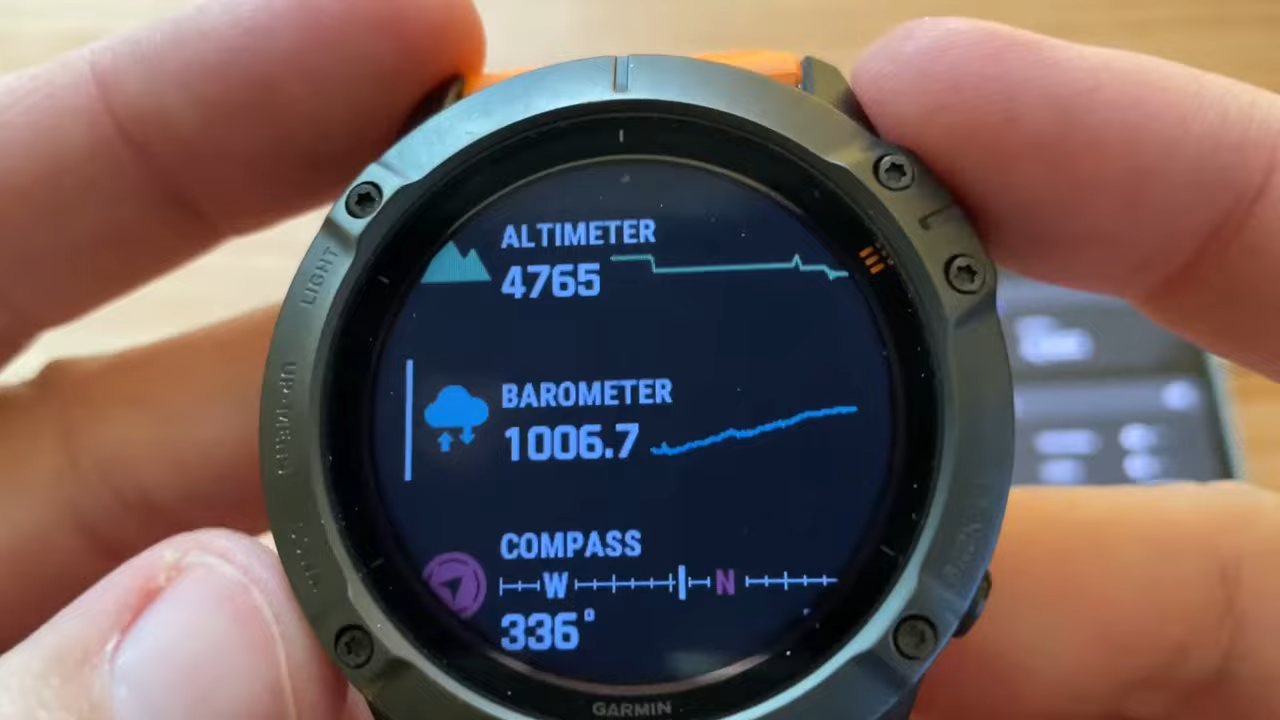 ALTIMETER
4765
LIGHT
BAROMETER
1006.7
COMPASS
W N
336°
GARMIN